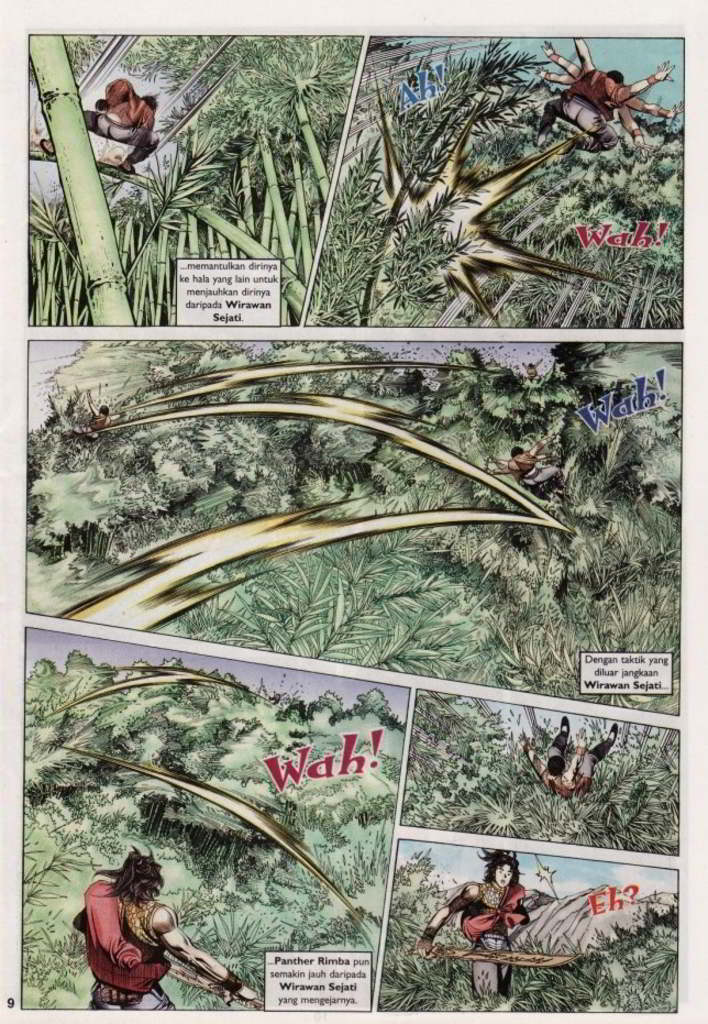 ...memantulkan dirinya
ke hala yang lain untuk
menjauhkan dirinya
daripada Wirawan
Sejati.
Ah!
Wah!
Wah!
Dengan taktik yang
diluar jangkaan
Wirawan Sejati...
Wah!
...Panther Rimba pun
semakin jauh daripada
Wirawan Sejati
yang mengejarnya.
Eh?
9